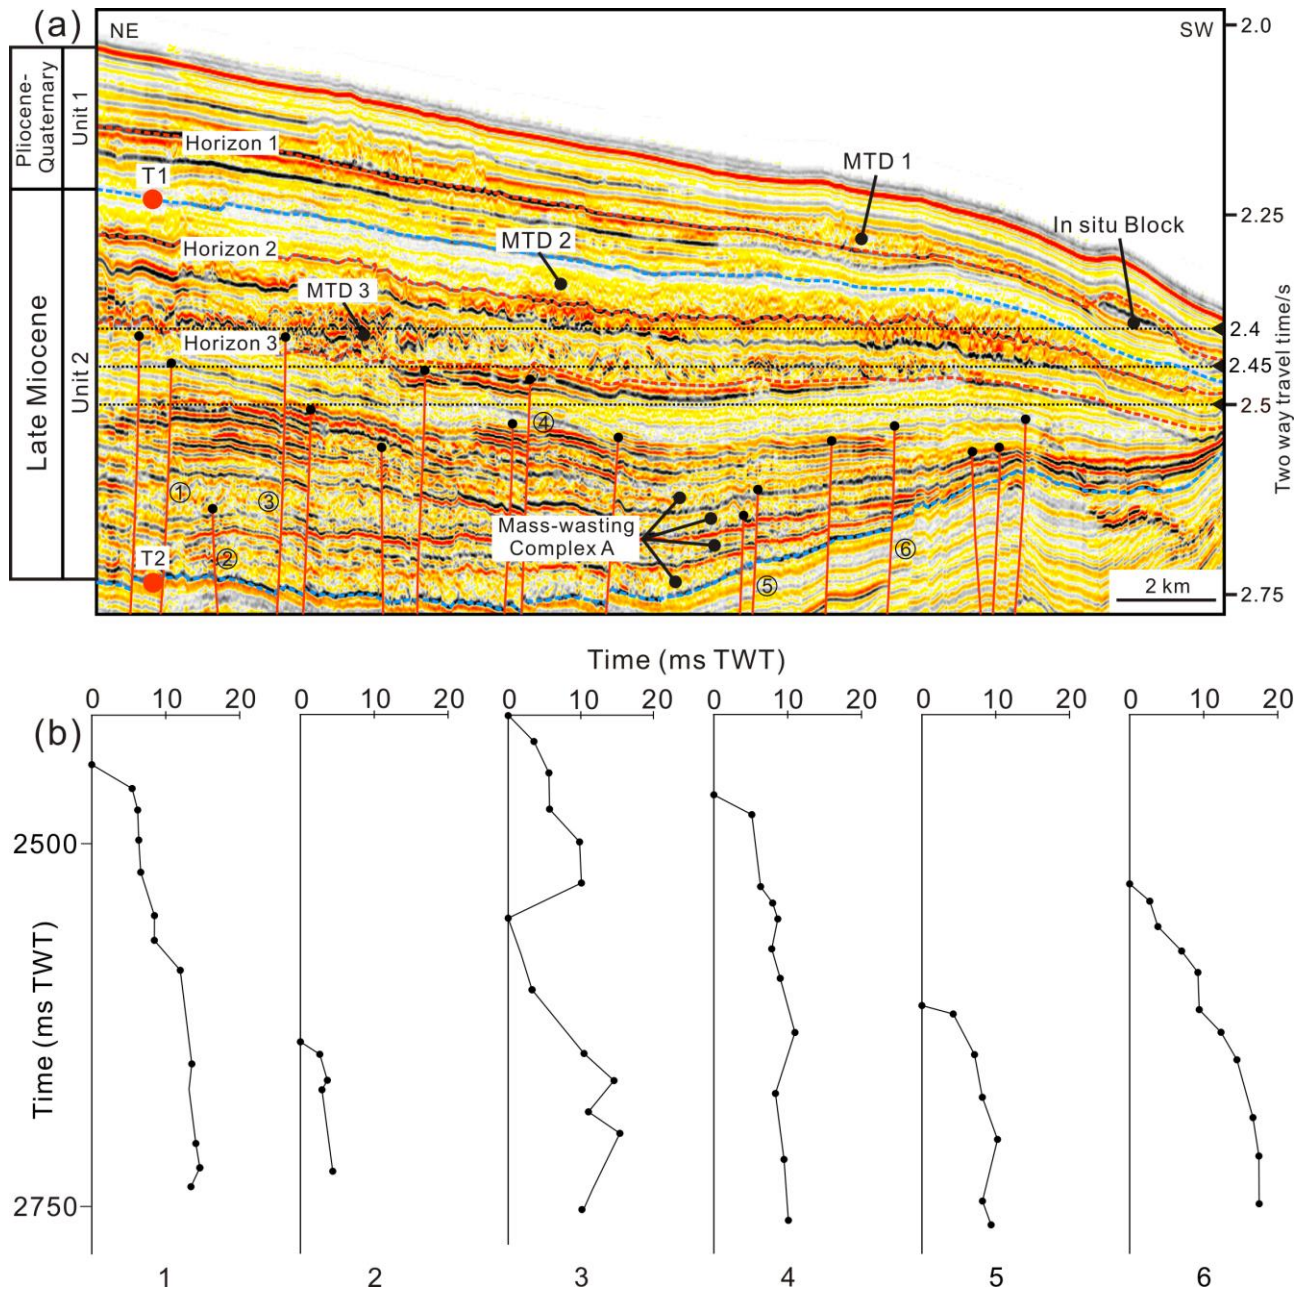 (a)
NE
SW
2.0
Pliocene-
Quaternary
Unit 1
Horizon 1
T1
MTD 1
2.25
In situ Block
Horizon 2
MTD 2
MTD 3
Late Miocene
Unit 2
Horizon 3
2.4
2.45
2.5
Two way travel time/s
④
①
③
②
Mass-wasting
Complex A
⑥
T2
⑤
2 km
2.75
Time (ms TWT)
0 10 20 0 10 20 0 10 20 0 10 20 0 10 20 0 10 20
(b)
2500
Time (ms TWT)
2750
1 2 3 4 5 6